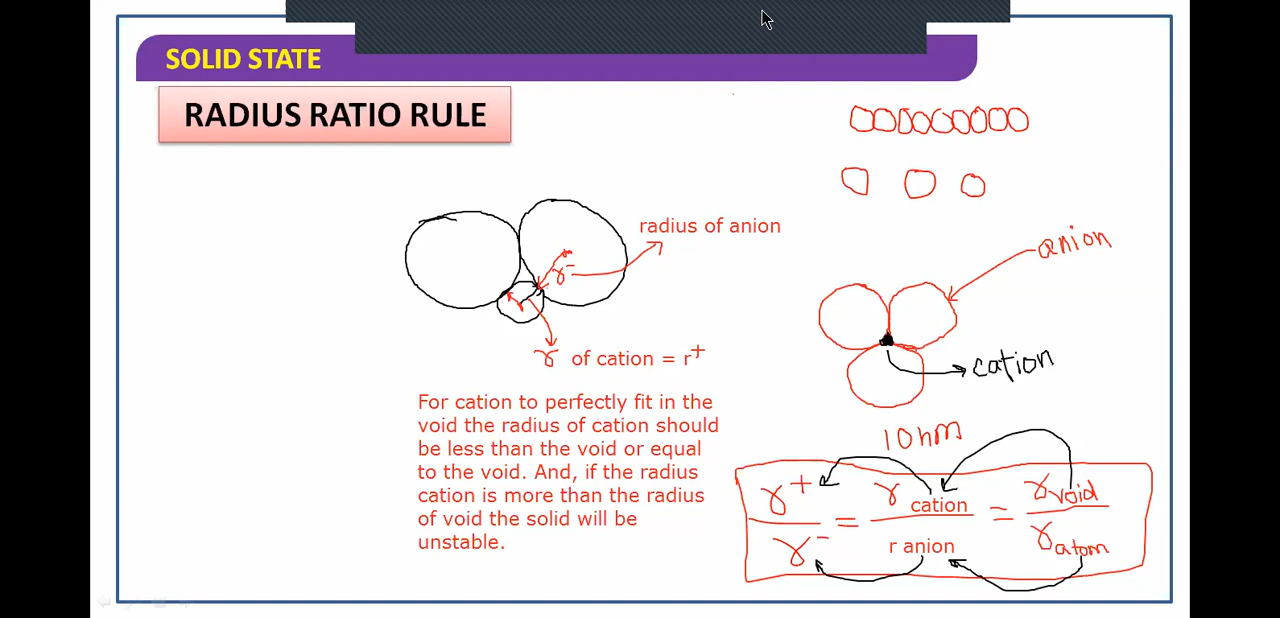 SOLID STATE
RADIUS RATIO RULE
radius of anion
r-
r of cation = r+
For cation to perfectly fit in the
void the radius of cation should
be less than the void or equal
to the void. And, if the radius
cation is more than the radius
of void the solid will be
unstable.
anion
cation
10nm
r+ / r- = r cation / r anion = r void / r atom